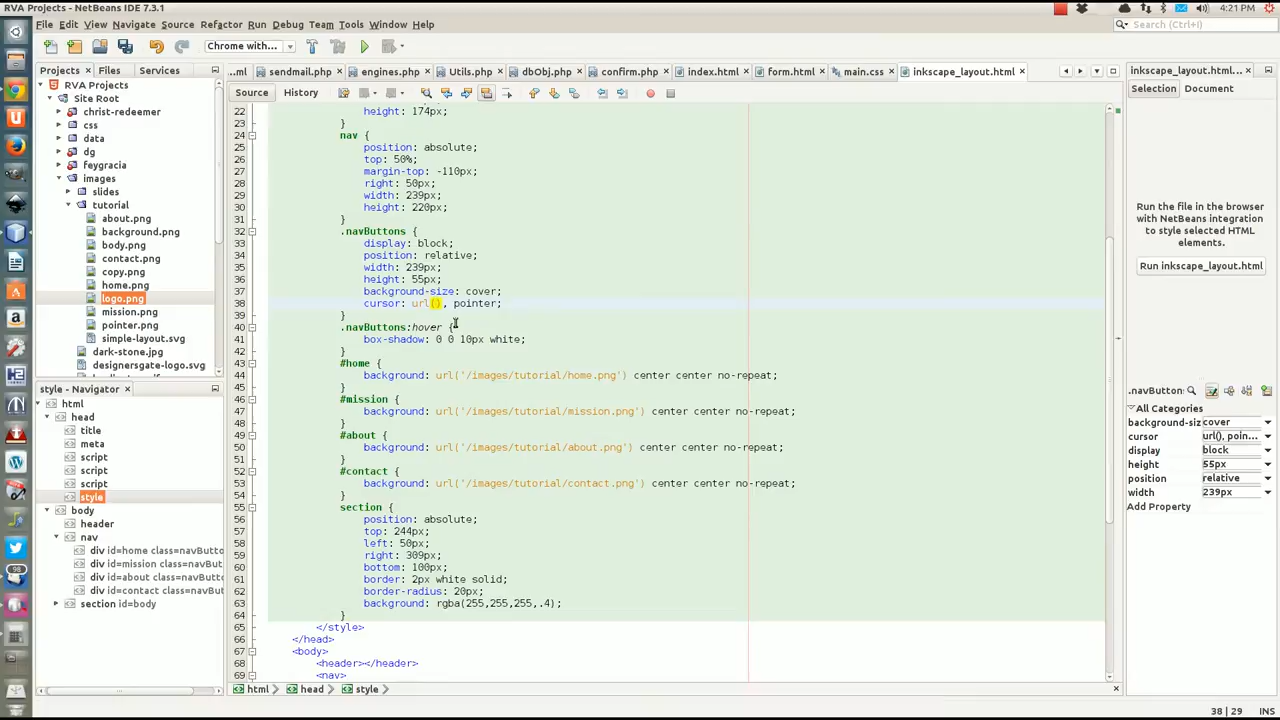 RVA Projects - NetBeans IDE 7.3.1
4:21 PM
File Edit View Navigate Source Refactor Run Debug Team Tools Window Help
Search (Ctrl+I)
Chrome with...
Projects Files Services
...ml sendmail.php engines.php Utils.php dbObj.php confirm.php index.html form.html main.css inkscape_layout.html
inkscape_layout.html...
Source History
Selection Document
RVA Projects
Site Root
christ-redeemer
css
data
dg
feygracia
images
slides
tutorial
about.png
background.png
body.png
contact.png
copy.png
home.png
logo.png
mission.png
pointer.png
simple-layout.svg
dark-stone.jpg
designersgate-logo.svg
style - Navigator
html
head
title
meta
script
script
script
style
body
header
nav
div id=home class=navButto
div id=mission class=navButto
div id=about class=navButto
div id=contact class=navButto
section id=body
22 height: 174px;
23 }
24 nav {
25 position: absolute;
26 top: 50%;
27 margin-top: -110px;
28 right: 50px;
29 width: 239px;
30 height: 220px;
31 }
32 .navButtons {
33 display: block;
34 position: relative;
35 width: 239px;
36 height: 55px;
37 background-size: cover;
38 cursor: url(), pointer;
39 }
40 .navButtons:hover {
41 box-shadow: 0 0 10px white;
42 }
43 #home {
44 background: url('/images/tutorial/home.png') center center no-repeat;
45 }
46 #mission {
47 background: url('/images/tutorial/mission.png') center center no-repeat;
48 }
49 #about {
50 background: url('/images/tutorial/about.png') center center no-repeat;
51 }
52 #contact {
53 background: url('/images/tutorial/contact.png') center center no-repeat;
54 }
55 section {
56 position: absolute;
57 top: 244px;
58 left: 50px;
59 right: 309px;
60 bottom: 100px;
61 border: 2px white solid;
62 border-radius: 20px;
63 background: rgba(255,255,255,.4);
64 }
65 </style>
66 </head>
67 <body>
68 <header></header>
69 <nav>
html head style
Run the file in the browser
with NetBeans integration
to style selected HTML
elements.
Run inkscape_layout.html
.navButton
All Categories
background-siz cover
cursor url(), poin...
display block
height 55px
position relative
width 239px
Add Property
98
38 | 29 INS